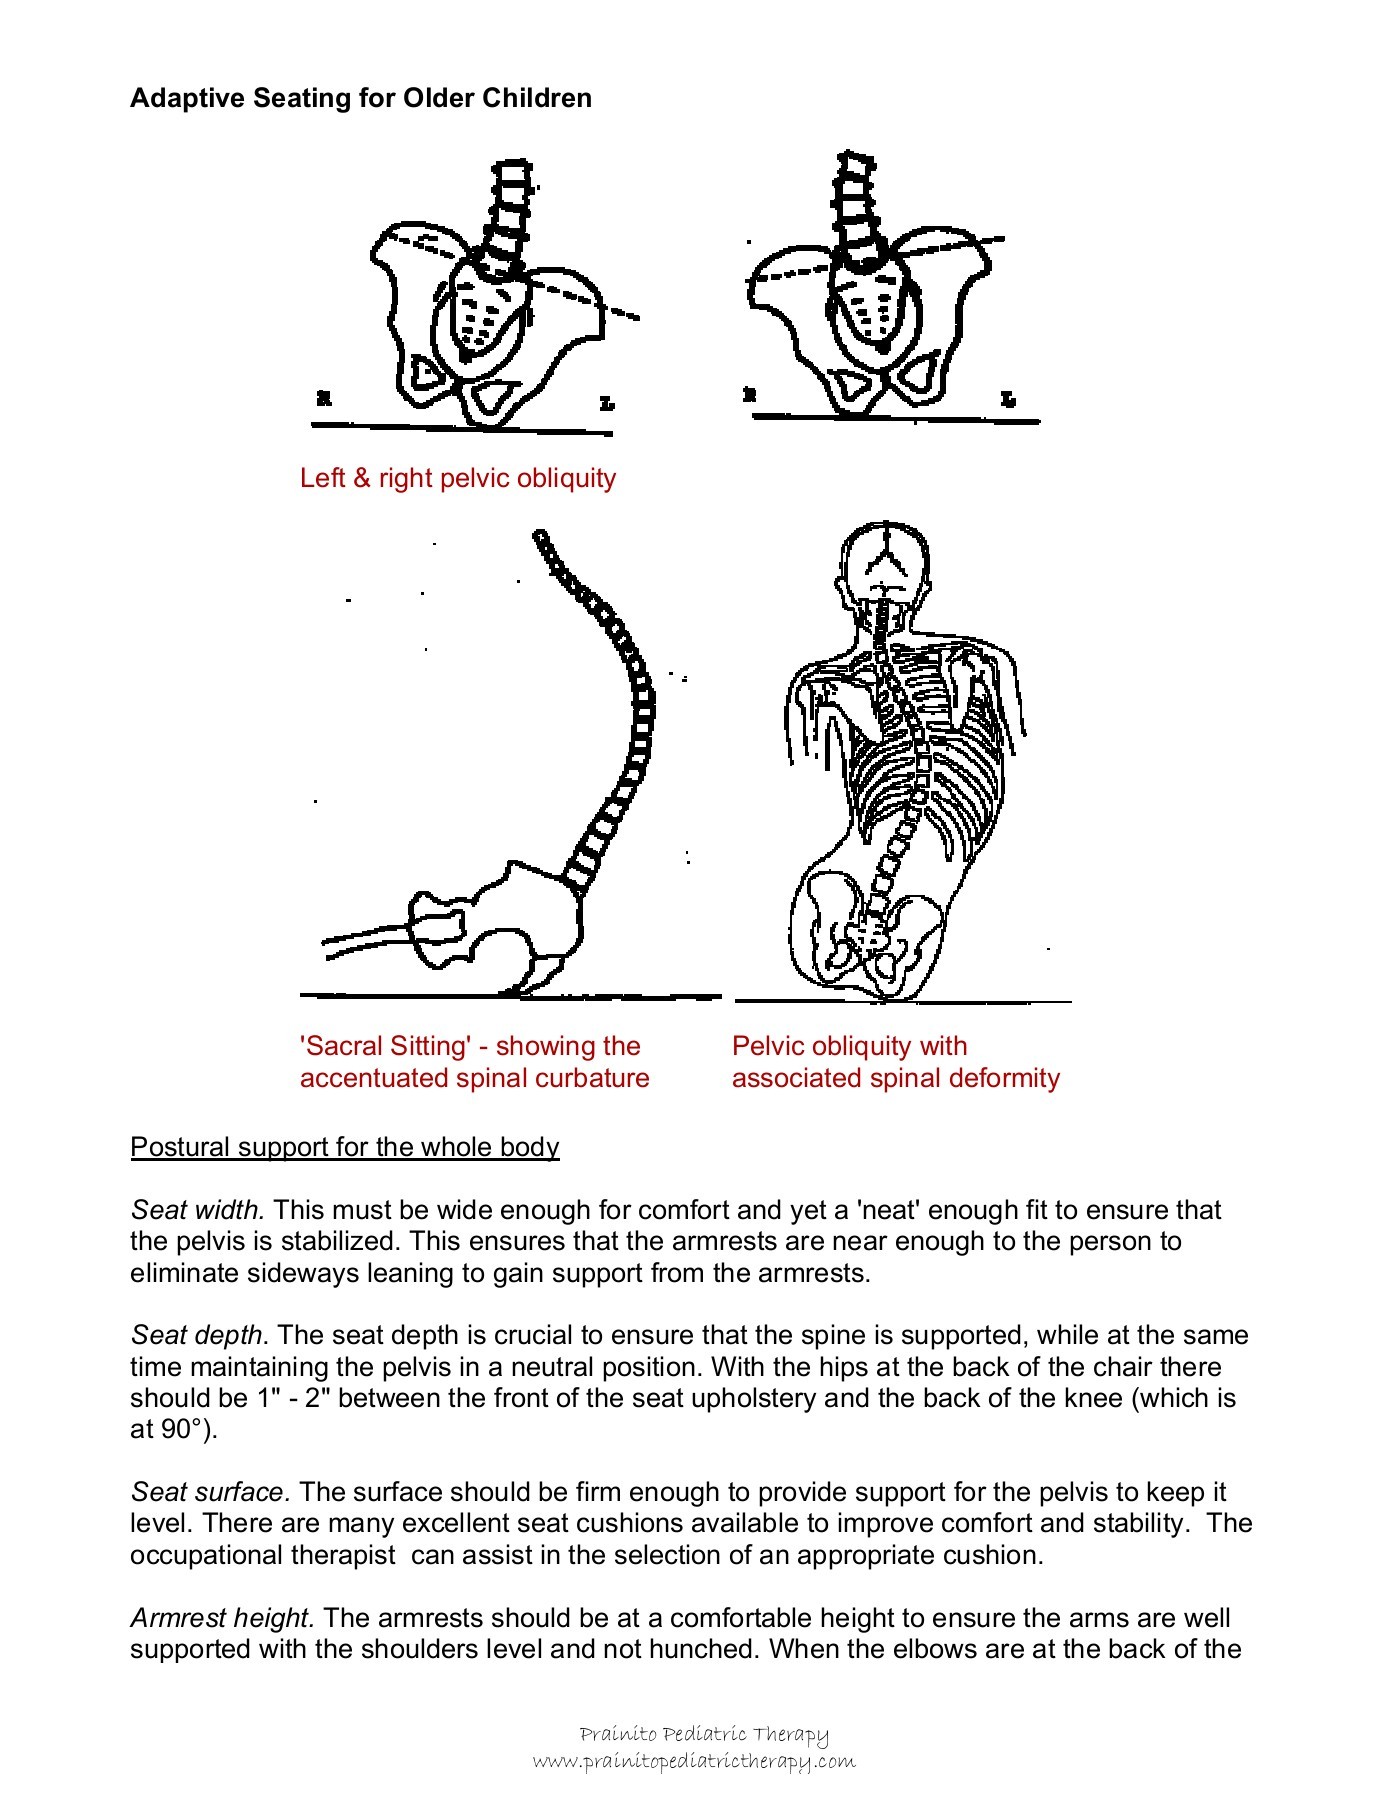 Adaptive Seating for Older Children
R L
R L
Left & right pelvic obliquity
'Sacral Sitting' - showing the
accentuated spinal curbature
Pelvic obliquity with
associated spinal deformity
Postural support for the whole body
Seat width. This must be wide enough for comfort and yet a 'neat' enough fit to ensure that
the pelvis is stabilized. This ensures that the armrests are near enough to the person to
eliminate sideways leaning to gain support from the armrests.
Seat depth. The seat depth is crucial to ensure that the spine is supported, while at the same
time maintaining the pelvis in a neutral position. With the hips at the back of the chair there
should be 1" - 2" between the front of the seat upholstery and the back of the knee (which is
at 90°).
Seat surface. The surface should be firm enough to provide support for the pelvis to keep it
level. There are many excellent seat cushions available to improve comfort and stability.  The
occupational therapist  can assist in the selection of an appropriate cushion.
Armrest height. The armrests should be at a comfortable height to ensure the arms are well
supported with the shoulders level and not hunched. When the elbows are at the back of the
Prainito Pediatric Therapy
www.prainitopediatrictherapy.com